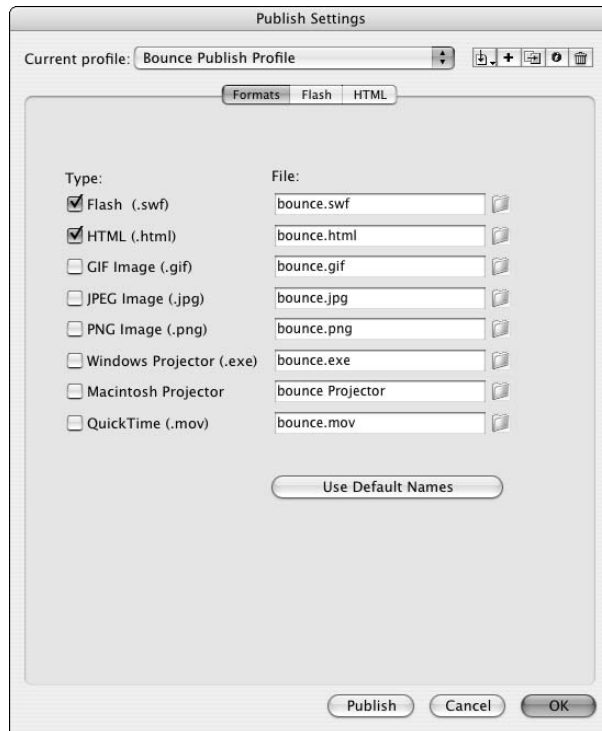 Publish Settings
Current profile: Bounce Publish Profile
Formats Flash HTML
Type: File:
Flash (.swf) bounce.swf
HTML (.html) bounce.html
GIF Image (.gif) bounce.gif
JPEG Image (.jpg) bounce.jpg
PNG Image (.png) bounce.png
Windows Projector (.exe) bounce.exe
Macintosh Projector bounce Projector
QuickTime (.mov) bounce.mov
Use Default Names
Publish Cancel OK